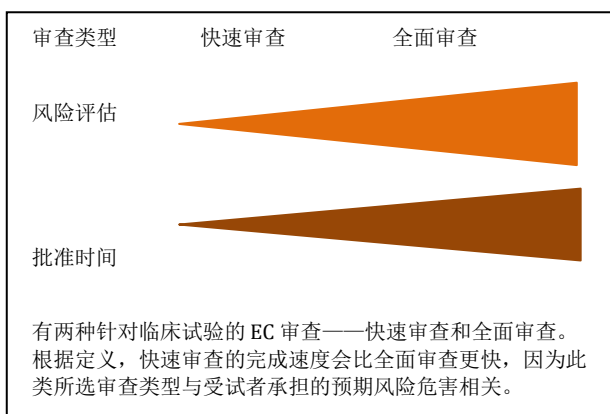 审查类型 快速审查 全面审查
风险评估
批准时间
有两种针对临床试验的 EC 审查——快速审查和全面审查。
根据定义，快速审查的完成速度会比全面审查更快，因为此
类所选审查类型与受试者承担的预期风险危害相关。